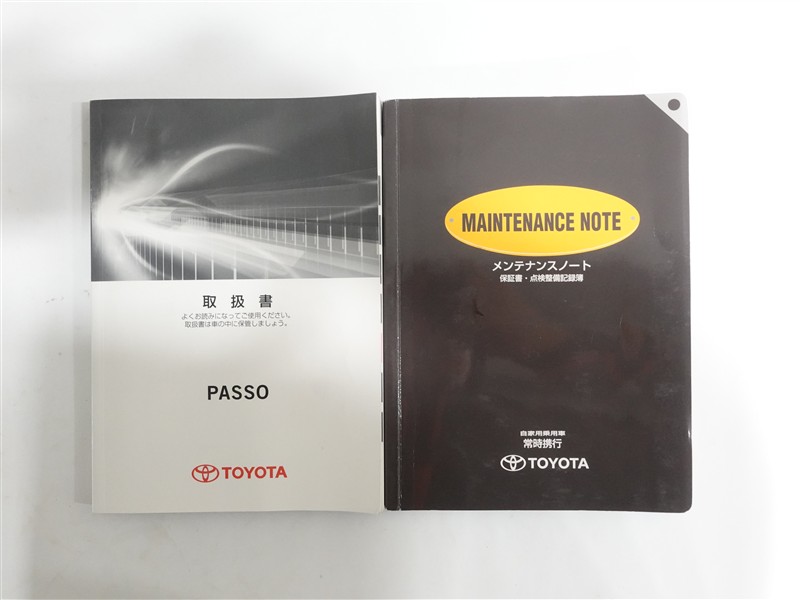 取扱書
よくお読みになってご使用ください。
取扱書は車の中に保管しましょう。
PASSO
TOYOTA
MAINTENANCE NOTE
メンテナンスノート
保証書・点検整備記録簿
自家用乗用車
常時携行
TOYOTA